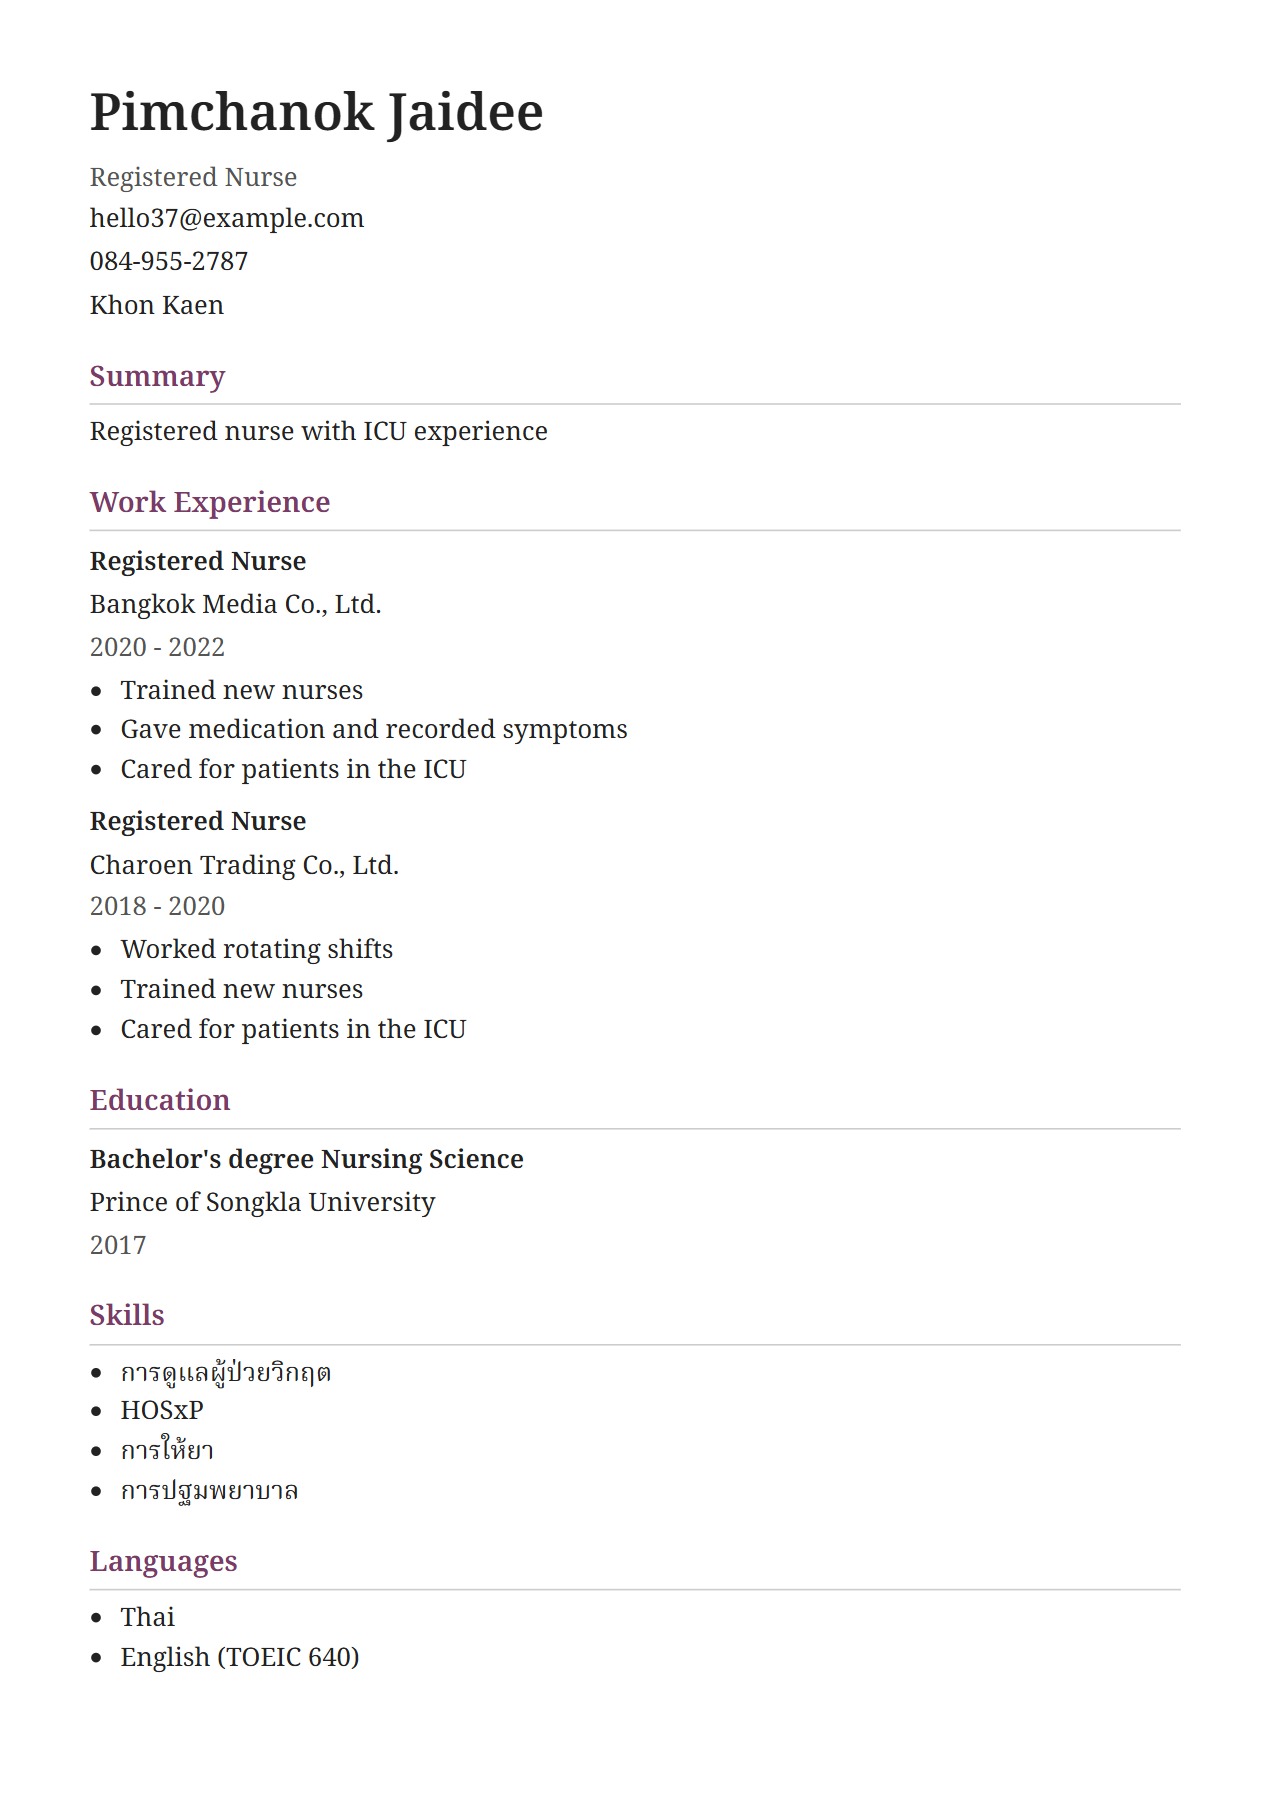 Pimchanok Jaidee
Registered Nurse
hello37@example.com
084-955-2787
Khon Kaen
Summary
Registered nurse with ICU experience
Work Experience
Registered Nurse
Bangkok Media Co., Ltd.
2020 - 2022
• Trained new nurses
• Gave medication and recorded symptoms
• Cared for patients in the ICU
Registered Nurse
Charoen Trading Co., Ltd.
2018 - 2020
• Worked rotating shifts
• Trained new nurses
• Cared for patients in the ICU
Education
Bachelor's degree Nursing Science
Prince of Songkla University
2017
Skills
• การดูแลผู้ป่วยวิกฤต
• HOSxP
• การให้ยา
• การปฐมพยาบาล
Languages
• Thai
• English (TOEIC 640)